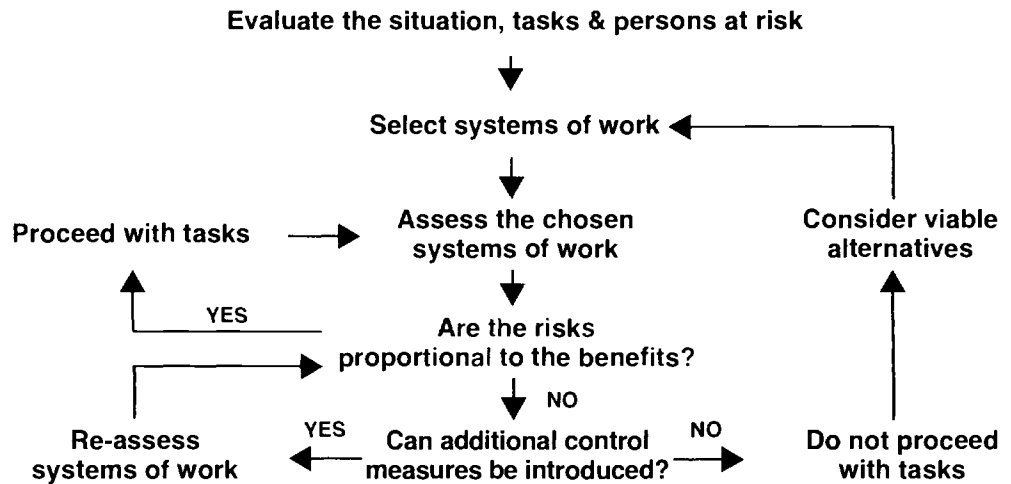 Evaluate the situation, tasks & persons at risk
Select systems of work
Proceed with tasks
Assess the chosen
systems of work
Consider viable
alternatives
YES
Are the risks
proportional to the benefits?
NO
Re-assess
systems of work
YES
Can additional control
measures be introduced?
NO
Do not proceed
with tasks